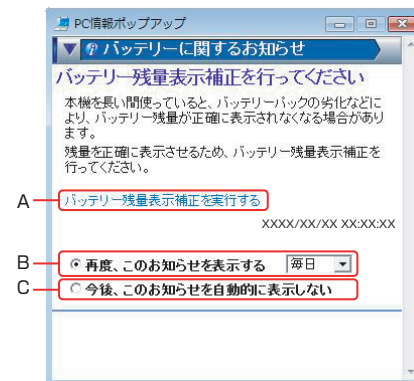 PC情報ポップアップ
バッテリーに関するお知らせ
バッテリー残量表示補正を行ってください
本機を長い間使っていると、バッテリーパックの劣化などに
より、バッテリー残量が正確に表示されなくなる場合があり
ます。
残量を正確に表示させるため、バッテリー残量表示補正を
行ってください。
A
バッテリー残量表示補正を実行する
XXXX/XX/XX XX:XX:XX
B
再度、このお知らせを表示する 毎日
C
今後、このお知らせを自動的に表示しない